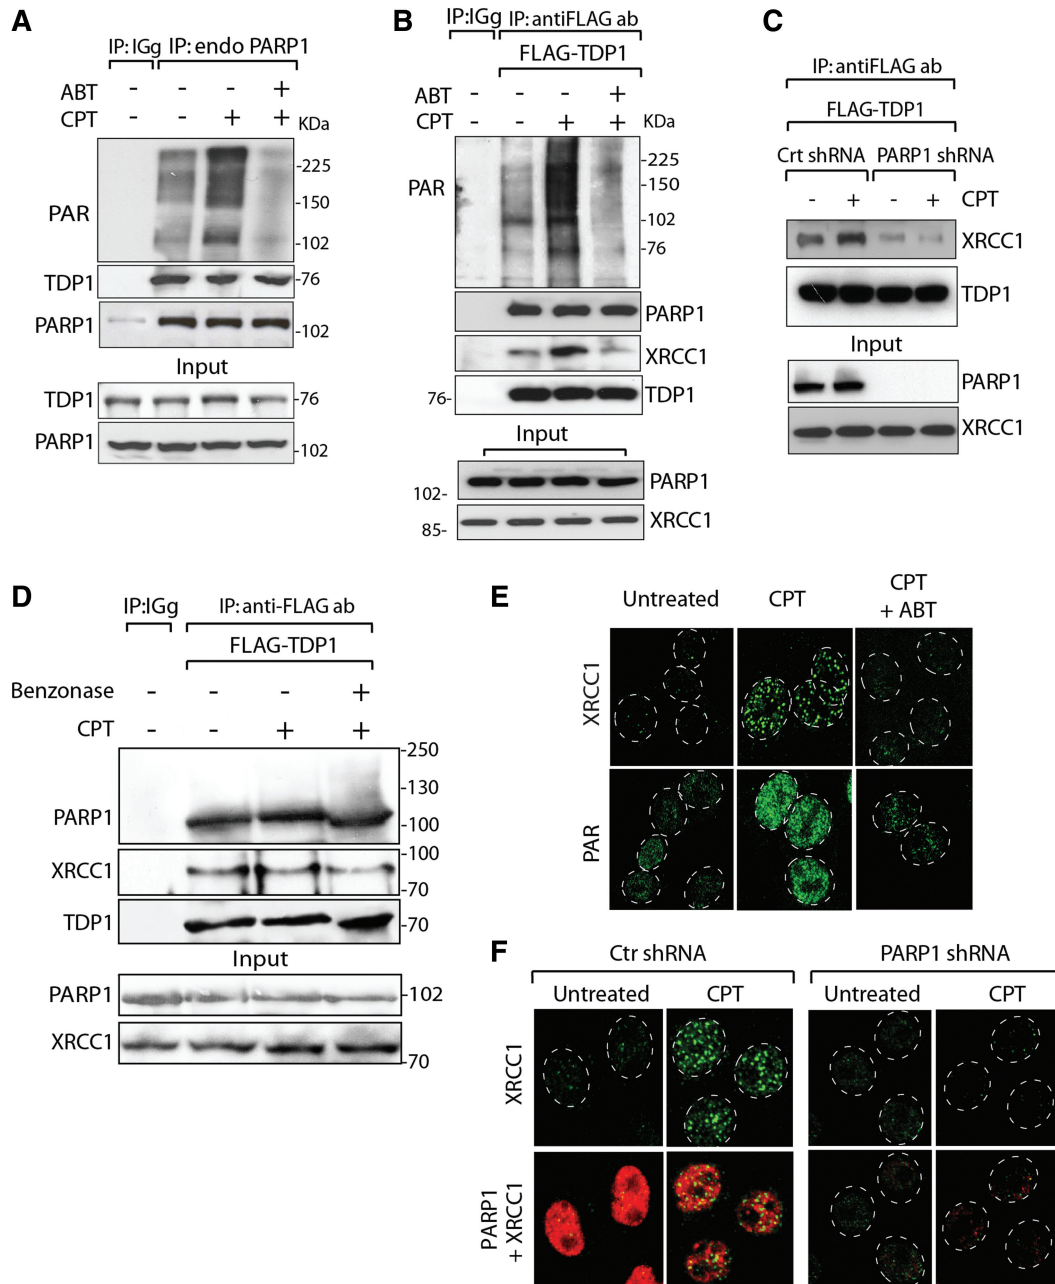 A
IP: IGg IP: endo PARP1
ABT - - - +
CPT - - + + KDa
PAR
-225
-150
-102
TDP1 -76
PARP1 -102
Input
TDP1 -76
PARP1 -102
B
IP:IGg IP: antiFLAG ab
FLAG-TDP1
ABT - - - +
CPT - - + + KDa
PAR
-225
-150
-102
-76
PARP1
XRCC1
76- TDP1
Input
102- PARP1
85- XRCC1
C
IP: antiFLAG ab
FLAG-TDP1
Crt shRNA PARP1 shRNA
- + - + CPT
XRCC1
TDP1
Input
PARP1
XRCC1
D
IP:IGg IP: anti-FLAG ab
FLAG-TDP1
Benzonase - - - +
CPT - - + +
-250
-130
PARP1 -100
-100
XRCC1
-70
TDP1 -70
Input
PARP1 -102
XRCC1
-70
E
Untreated CPT CPT + ABT
XRCC1
PAR
F
Ctr shRNA PARP1 shRNA
Untreated CPT Untreated CPT
XRCC1
PARP1
+ XRCC1